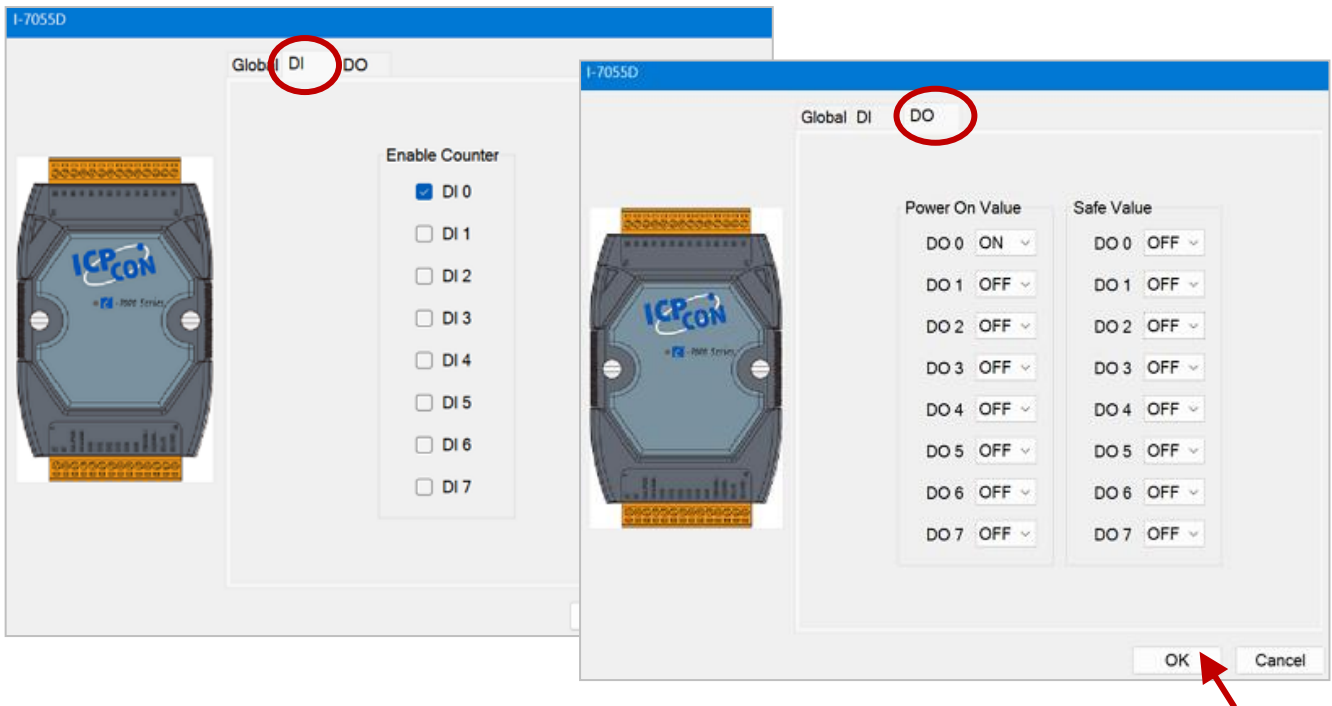 I-7055D
Global DI DO
Enable Counter
DI 0
DI 1
DI 2
DI 3
DI 4
DI 5
DI 6
DI 7
ICP CON
I-7055D
Global DI DO
Power On Value Safe Value
DO 0 ON DO 0 OFF
DO 1 OFF DO 1 OFF
DO 2 OFF DO 2 OFF
DO 3 OFF DO 3 OFF
DO 4 OFF DO 4 OFF
DO 5 OFF DO 5 OFF
DO 6 OFF DO 6 OFF
DO 7 OFF DO 7 OFF
ICP CON
OK Cancel